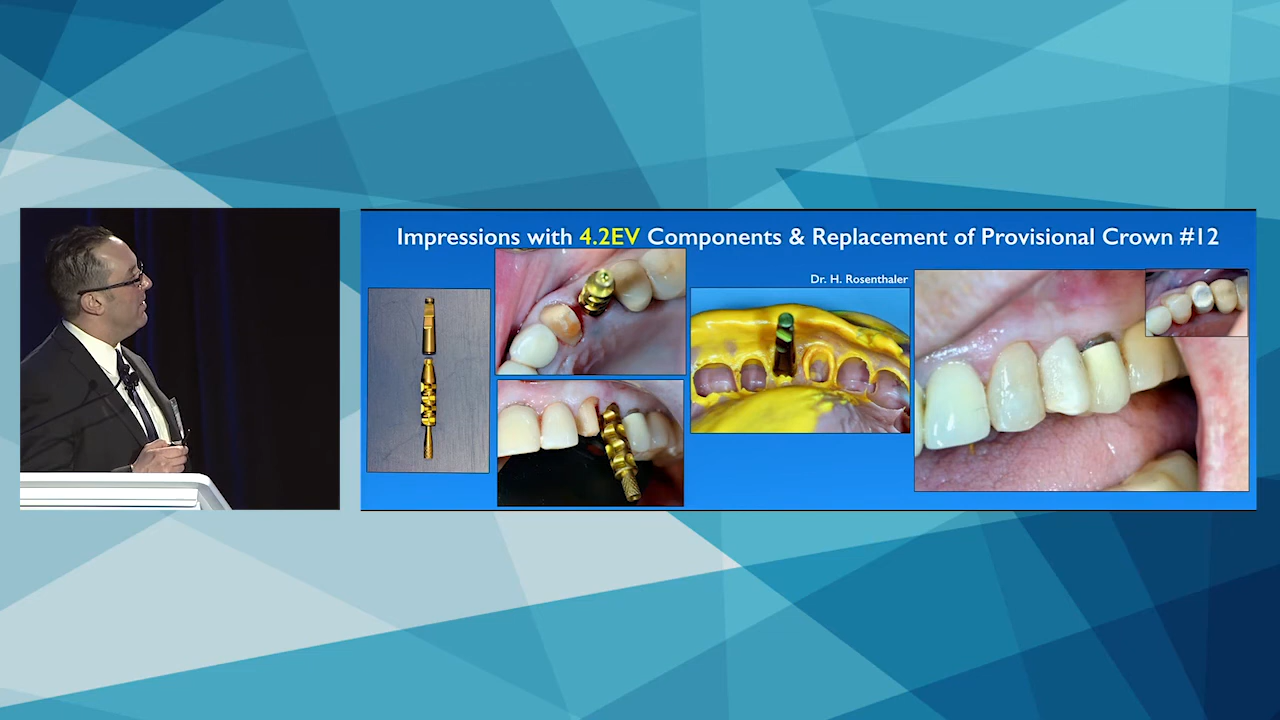 Impressions with 4.2EV Components & Replacement of Provisional Crown #12
Dr. H. Rosenthaler